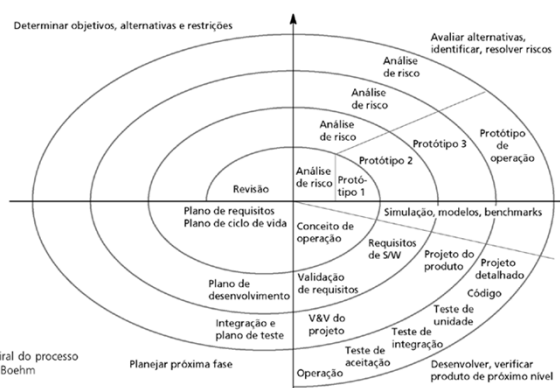 Determinar objetivos, alternativas e restrições
Avaliar alternativas,
identificar, resolver riscos
Análise
de risco
Análise
de risco
Análise
de risco
Análise
de risco
Protó-
tipo 1
Protótipo 2
Protótipo 3
Protótipo
de
operação
Revisão
Plano de requisitos
Plano de ciclo de vida
Simulação, modelos, benchmarks
Conceito de
operação
Requisitos
de S/W
Projeto do
produto
Projeto
detalhado
Plano de
desenvolvimento
Validação
de requisitos
Código
Integração e
plano de teste
V&V do
projeto
Teste de
unidade
Teste de
integração
Teste de
aceitação
Operação
Planejar próxima fase
Desenvolver, verificar
produto de próximo nível
do processo
Boehm